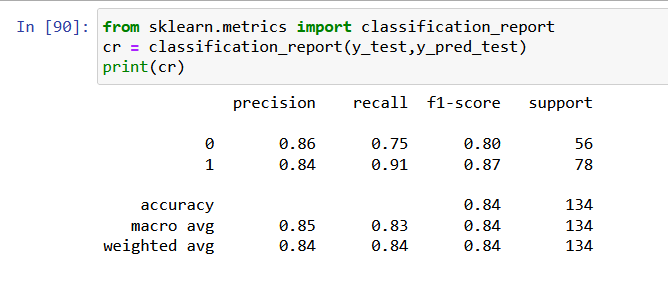 In [90]: from sklearn.metrics import classification_report
cr = classification_report(y_test,y_pred_test)
print(cr)
precision recall f1-score support
0 0.86 0.75 0.80 56
1 0.84 0.91 0.87 78
accuracy 0.84 134
macro avg 0.85 0.83 0.84 134
weighted avg 0.84 0.84 0.84 134